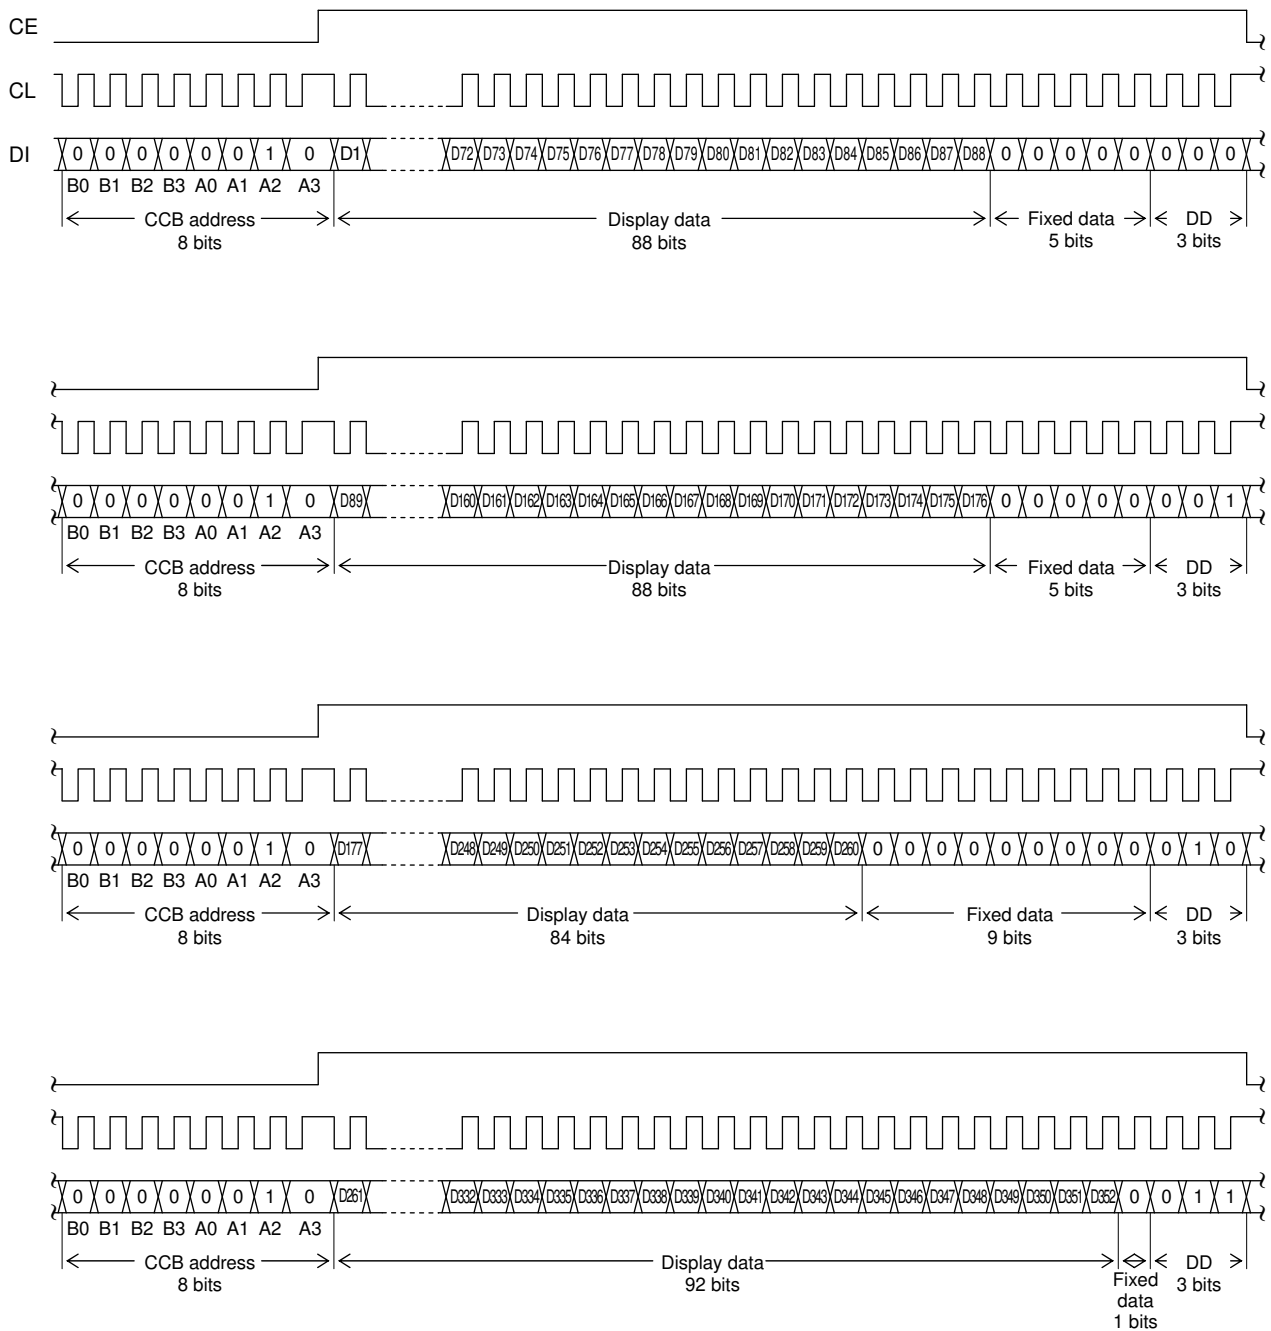 CE
CL
DI 0 0 0 0 0 0 1 0 D1 D72 D73 D74 D75 D76 D77 D78 D79 D80 D81 D82 D83 D84 D85 D86 D87 D88 0 0 0 0 0 0 0 0
B0 B1 B2 B3 A0 A1 A2 A3
CCB address Display data Fixed data DD
8 bits 88 bits 5 bits 3 bits
0 0 0 0 0 0 1 0 D89 D160 D161 D162 D163 D164 D165 D166 D167 D168 D169 D170 D171 D172 D173 D174 D175 D176 0 0 0 0 0 0 0 1
B0 B1 B2 B3 A0 A1 A2 A3
CCB address Display data Fixed data DD
8 bits 88 bits 5 bits 3 bits
0 0 0 0 0 0 1 0 D177 D248 D249 D250 D251 D252 D253 D254 D255 D256 D257 D258 D259 D260 0 0 0 0 0 0 0 0 0 0 1 0
B0 B1 B2 B3 A0 A1 A2 A3
CCB address Display data Fixed data DD
8 bits 84 bits 9 bits 3 bits
0 0 0 0 0 0 1 0 D261 D332 D333 D334 D335 D336 D337 D338 D339 D340 D341 D342 D343 D344 D345 D346 D347 D348 D349 D350 D351 D352 0 0 1 1
B0 B1 B2 B3 A0 A1 A2 A3
CCB address Display data DD
8 bits 92 bits Fixed 3 bits
data
1 bits